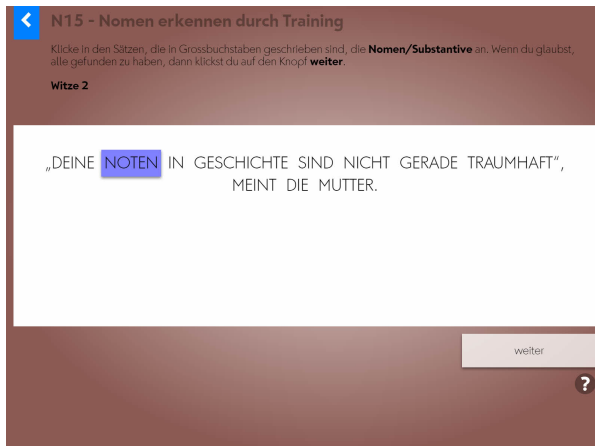 N15 - Nomen erkennen durch Training
Klicke in den Sätzen, die in Grossbuchstaben geschrieben sind, die Nomen/Substantive an. Wenn du glaubst,
alle gefunden zu haben, dann klickst du auf den Knopf weiter.
Witze 2
„DEINE NOTEN IN GESCHICHTE SIND NICHT GERADE TRAUMHAFT“,
MEINT DIE MUTTER.
weiter
?